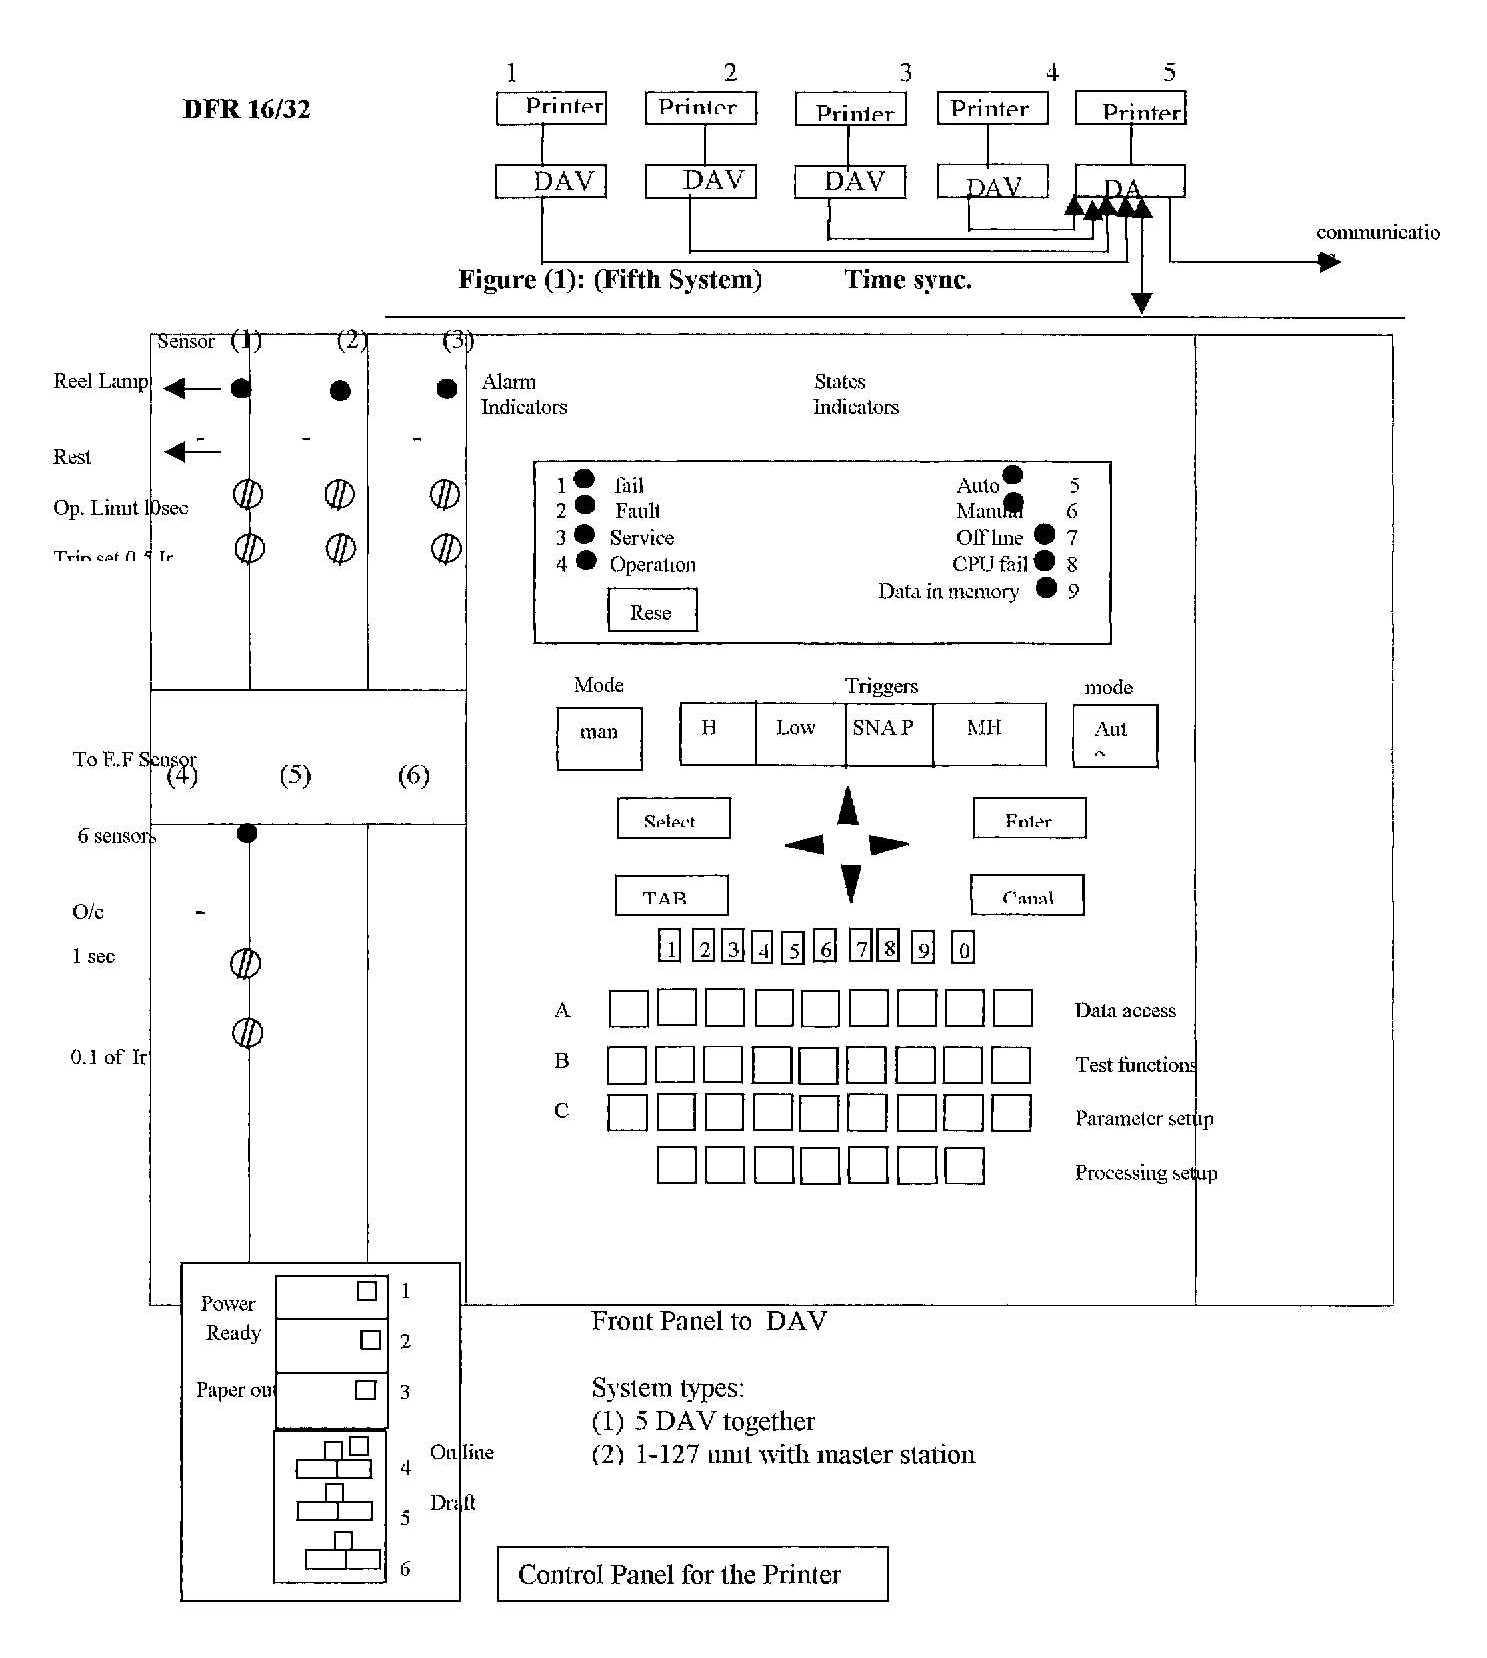 1 2 3 4 5
DFR 16/32
Printer Printer Printer Printer Printer
DAV DAV DAV DAV DA
communicatio
Figure (1): (Fifth System) Time sync.
Sensor (1) (2) (3)
Reel Lamp
Alarm
Indicators
States
Indicators
Rest
Op. Limit 10sec
Trip set 0.5 Ir
1 fail
2 Fault
3 Service
4 Operation
Rese
Auto 5
Manual 6
Off line 7
CPU fail 8
Data in memory 9
Mode Triggers mode
man H Low SNAP MH Aut
To E.F Sensor
(4) (5) (6)
6 sensors
Select Enter
TAB Canal
O/c
1 sec
0.1 of Ir
1 2 3 4 5 6 7 8 9 0
A Data access
B Test functions
C Parameter setup
Processing setup
Power 1
Ready 2
Paper out 3
4 On line
5 Draft
6
Front Panel to DAV
System types:
(1) 5 DAV together
(2) 1-127 unit with master station
Control Panel for the Printer